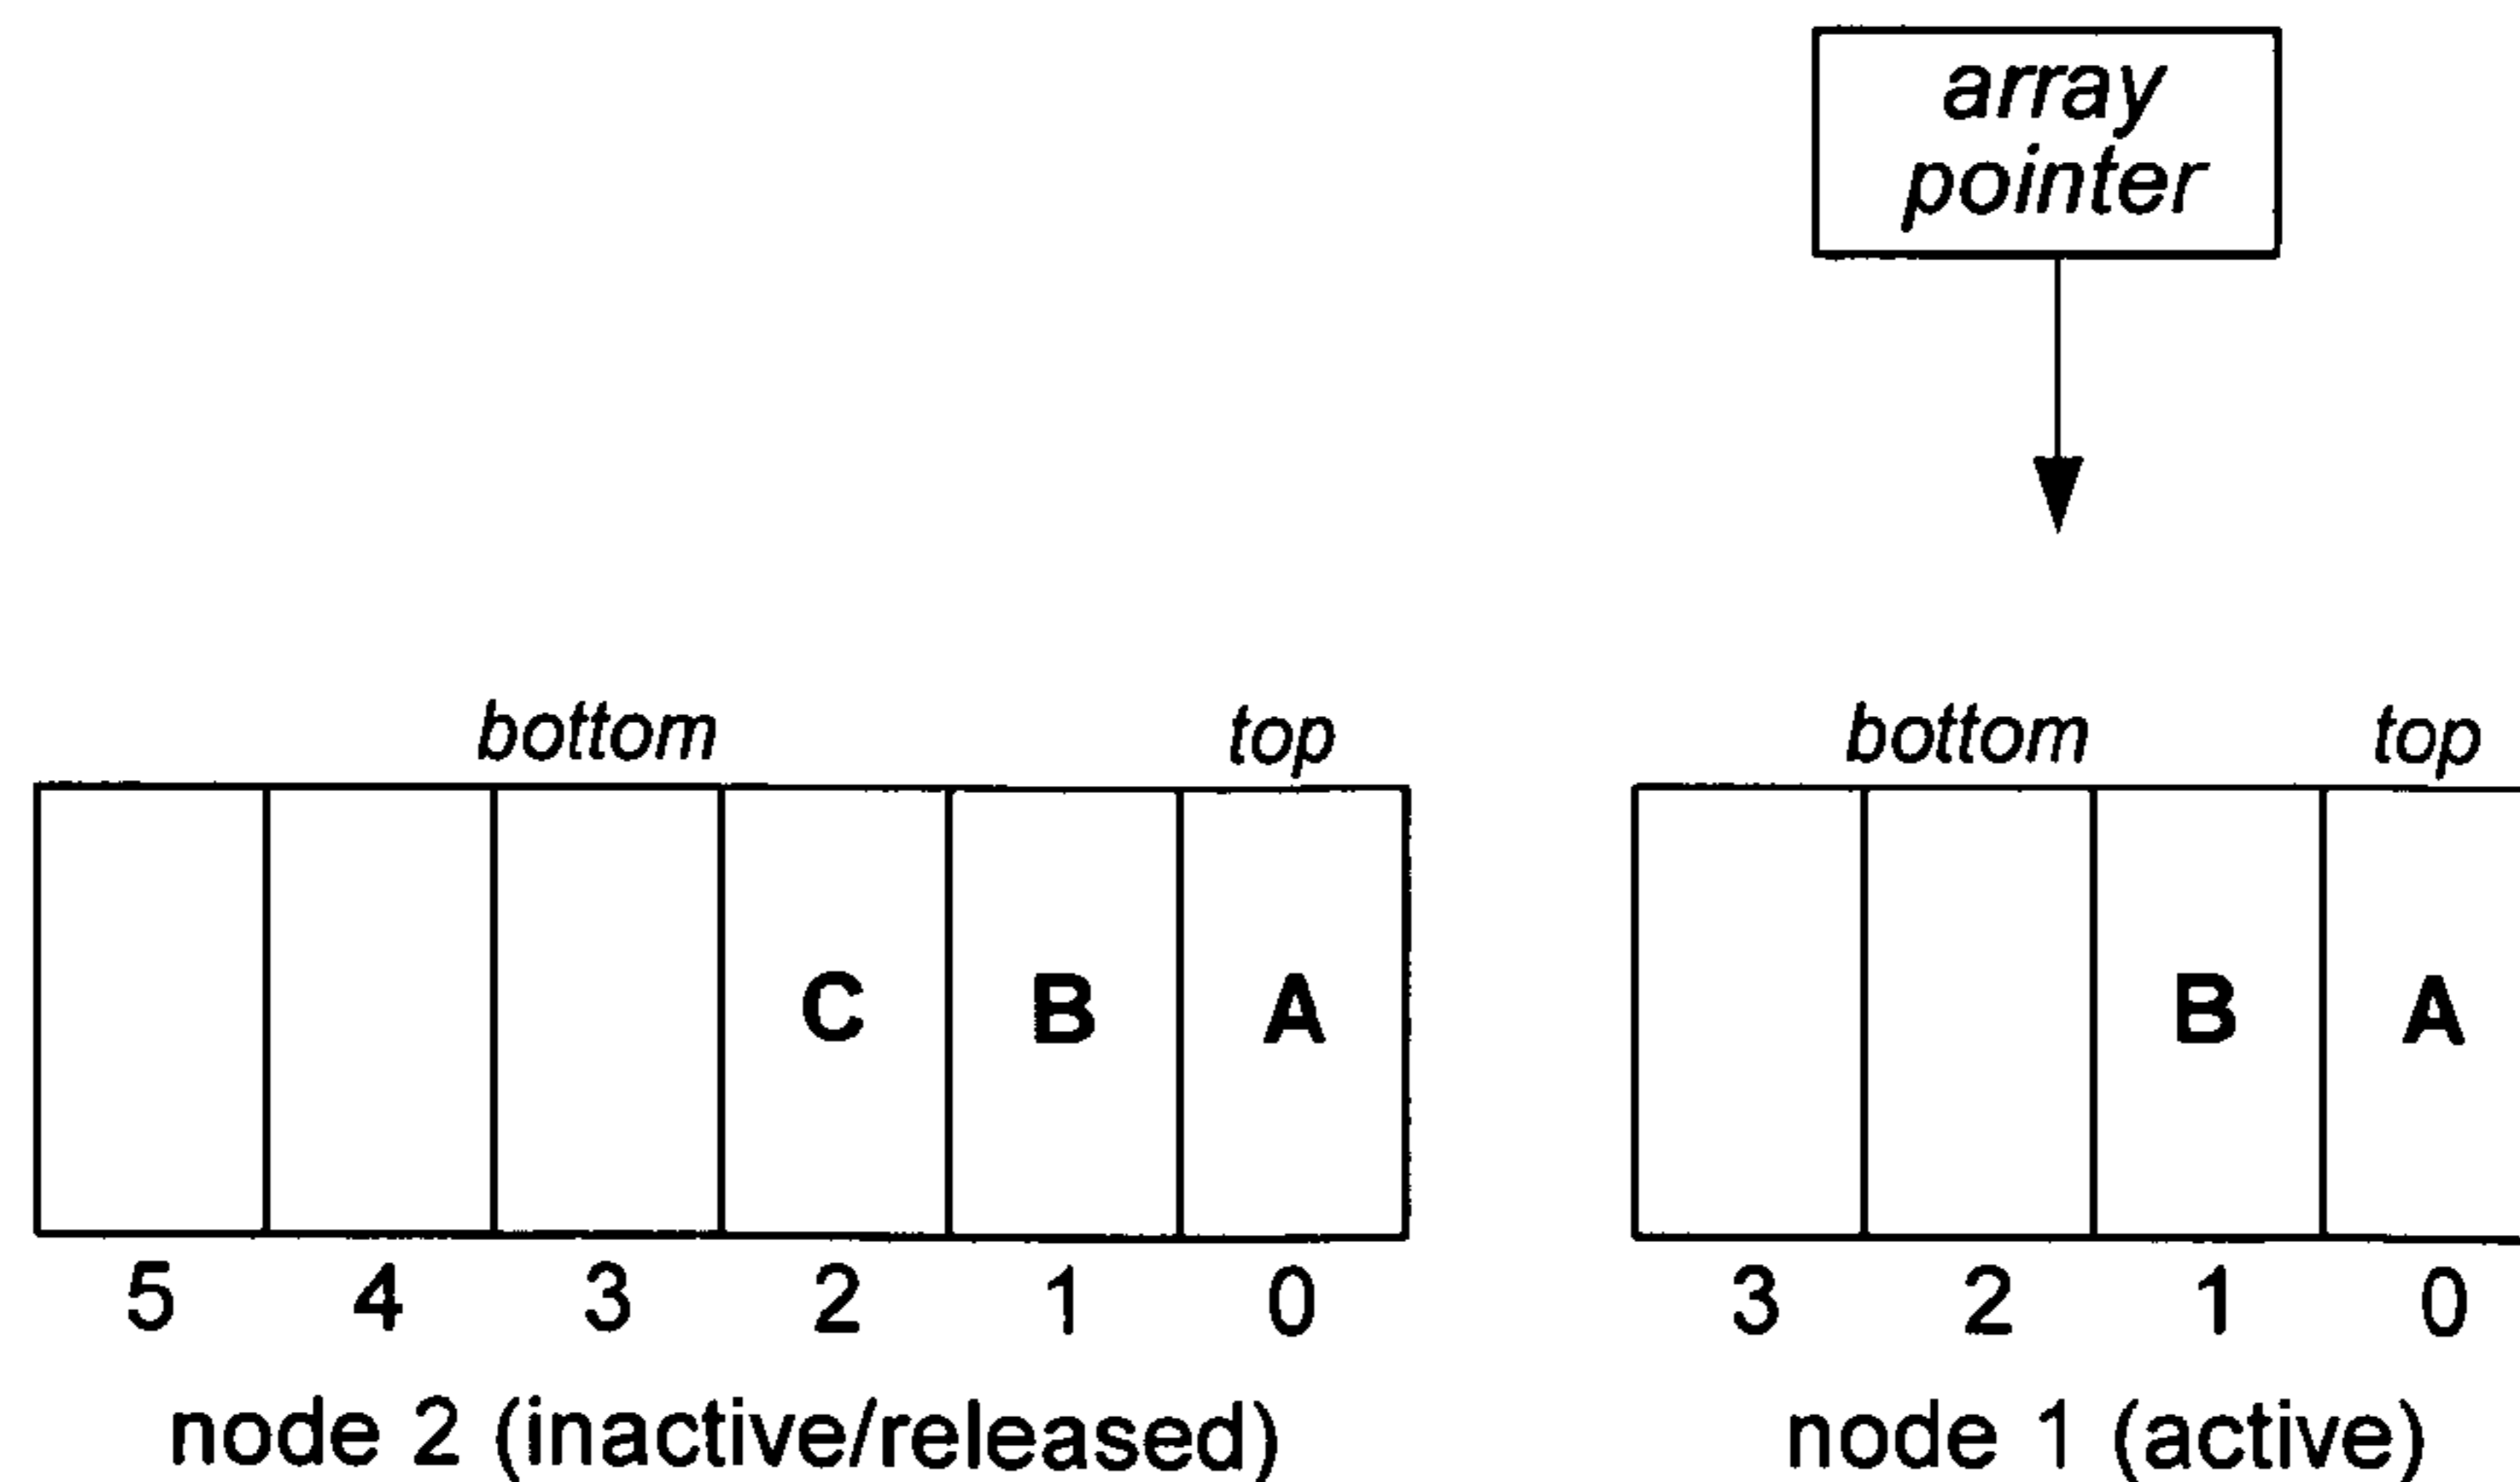 array
pointer
bottom top bottom top
C B A B A
5 4 3 2 1 0 3 2 1 0
node 2 (inactive/released) node 1 (active)